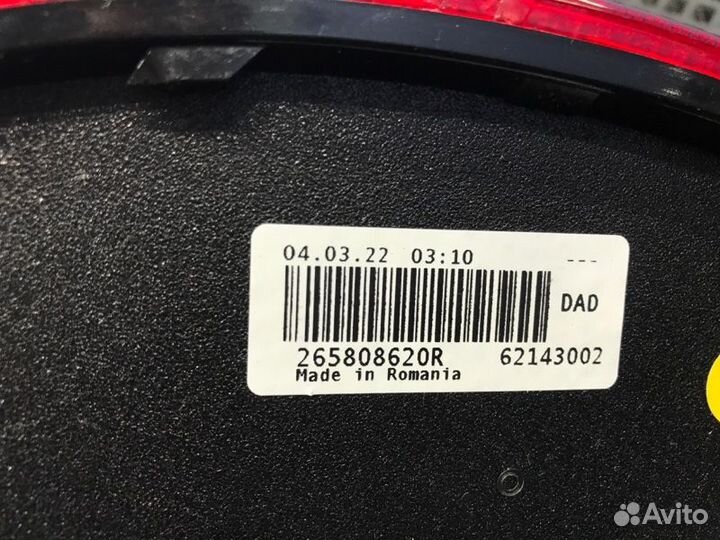 04.03.22 03:10 ---
DAD
265808620R 62143002
Made in Romania
Avito